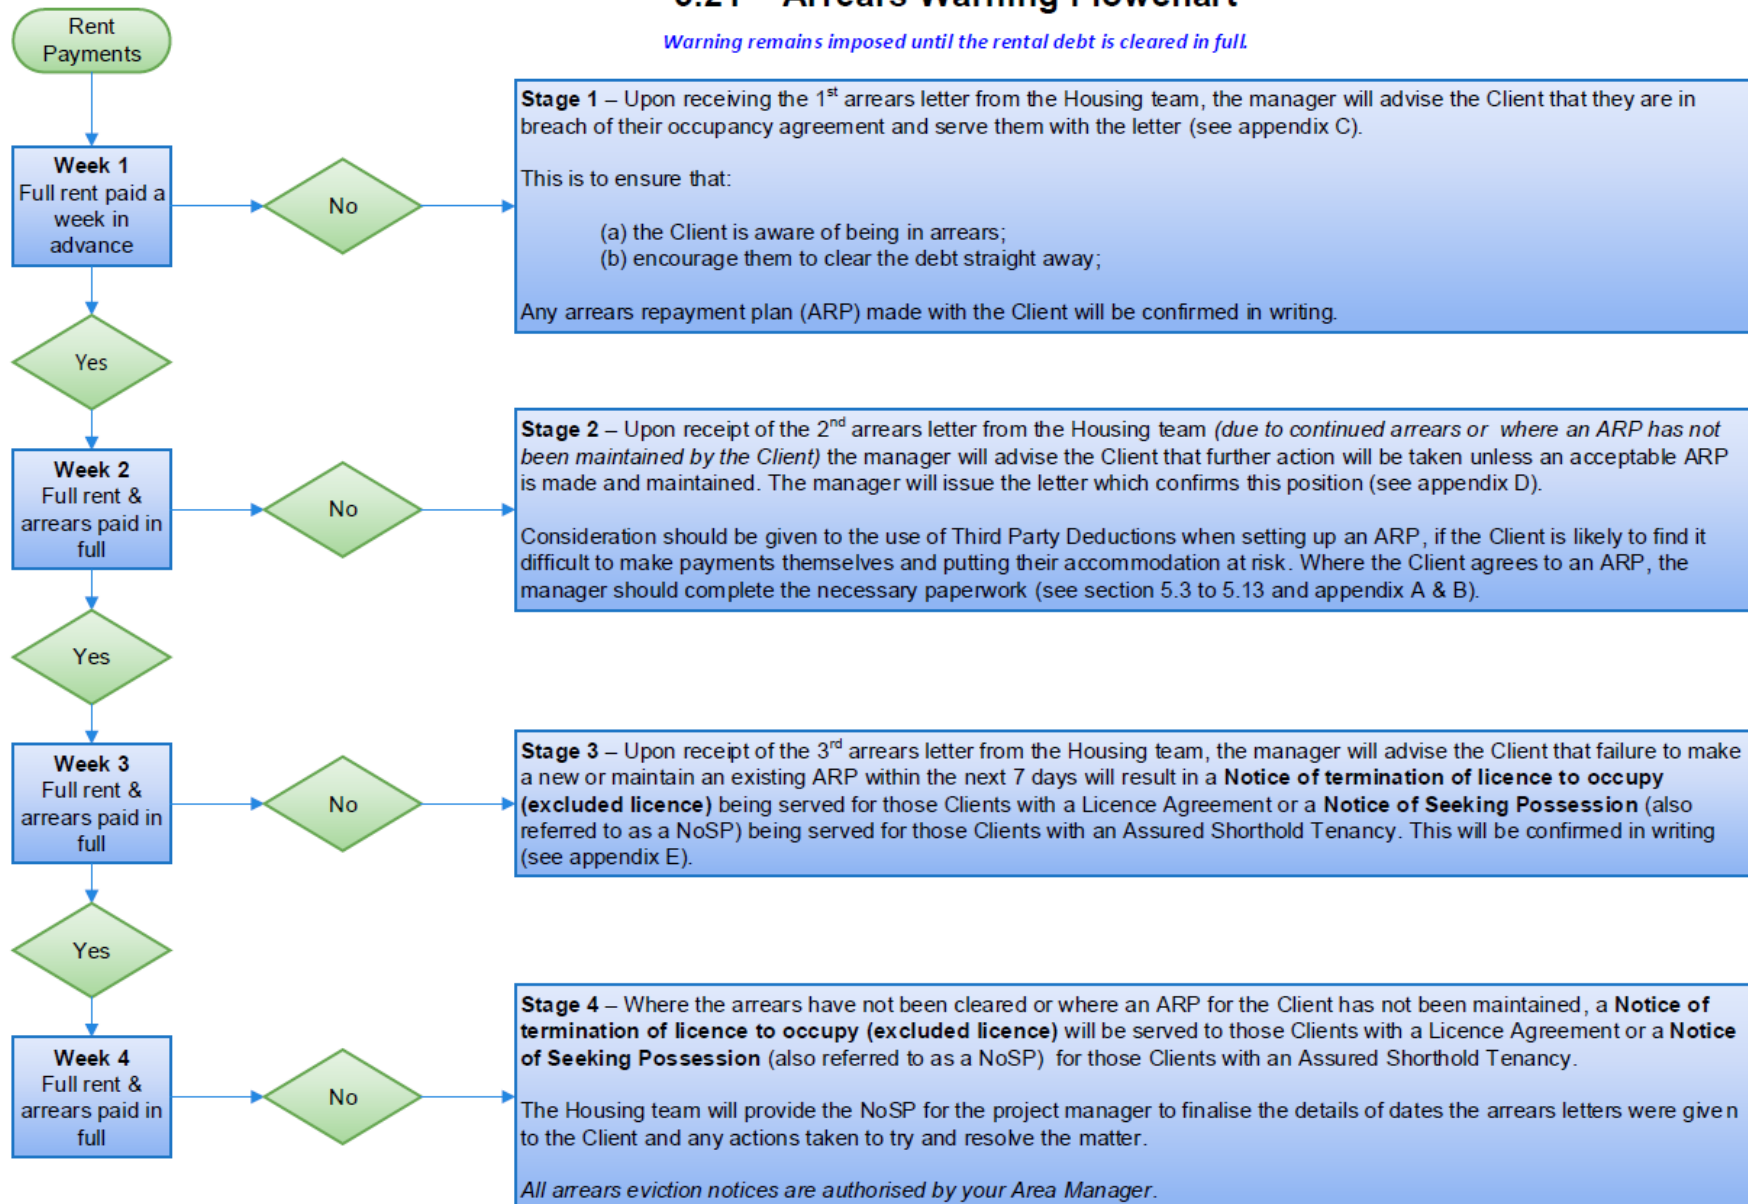 Arrears Warning Flowchart
Warning remains imposed until the rental debt is cleared in full.
Rent
Payments
Week 1
Full rent paid a
week in
advance
No
Stage 1 – Upon receiving the 1st arrears letter from the Housing team, the manager will advise the Client that they are in
breach of their occupancy agreement and serve them with the letter (see appendix C).
This is to ensure that:
(a) the Client is aware of being in arrears;
(b) encourage them to clear the debt straight away;
Any arrears repayment plan (ARP) made with the Client will be confirmed in writing.
Yes
Week 2
Full rent &
arrears paid in
full
No
Stage 2 – Upon receipt of the 2nd arrears letter from the Housing team (due to continued arrears or where an ARP has not
been maintained by the Client) the manager will advise the Client that further action will be taken unless an acceptable ARP
is made and maintained. The manager will issue the letter which confirms this position (see appendix D).
Consideration should be given to the use of Third Party Deductions when setting up an ARP, if the Client is likely to find it
difficult to make payments themselves and putting their accommodation at risk. Where the Client agrees to an ARP, the
manager should complete the necessary paperwork (see section 5.3 to 5.13 and appendix A & B).
Yes
Week 3
Full rent &
arrears paid in
full
No
Stage 3 – Upon receipt of the 3rd arrears letter from the Housing team, the manager will advise the Client that failure to make
a new or maintain an existing ARP within the next 7 days will result in a Notice of termination of licence to occupy
(excluded licence) being served for those Clients with a Licence Agreement or a Notice of Seeking Possession (also
referred to as a NoSP) being served for those Clients with an Assured Shorthold Tenancy. This will be confirmed in writing
(see appendix E).
Yes
Week 4
Full rent &
arrears paid in
full
No
Stage 4 – Where the arrears have not been cleared or where an ARP for the Client has not been maintained, a Notice of
termination of licence to occupy (excluded licence) will be served to those Clients with a Licence Agreement or a Notice
of Seeking Possession (also referred to as a NoSP) for those Clients with an Assured Shorthold Tenancy.
The Housing team will provide the NoSP for the project manager to finalise the details of dates the arrears letters were given
to the Client and any actions taken to try and resolve the matter.
All arrears eviction notices are authorised by your Area Manager.